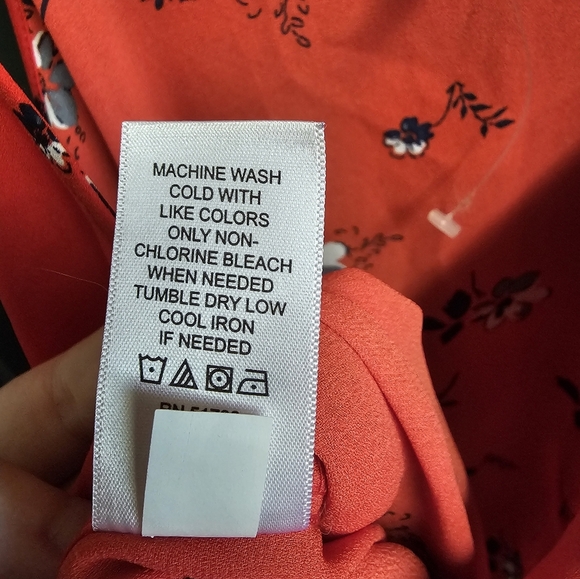 MACHINE WASH
COLD WITH
LIKE COLORS
ONLY NON-
CHLORINE BLEACH
WHEN NEEDED
TUMBLE DRY LOW
COOL IRON
IF NEEDED
RN